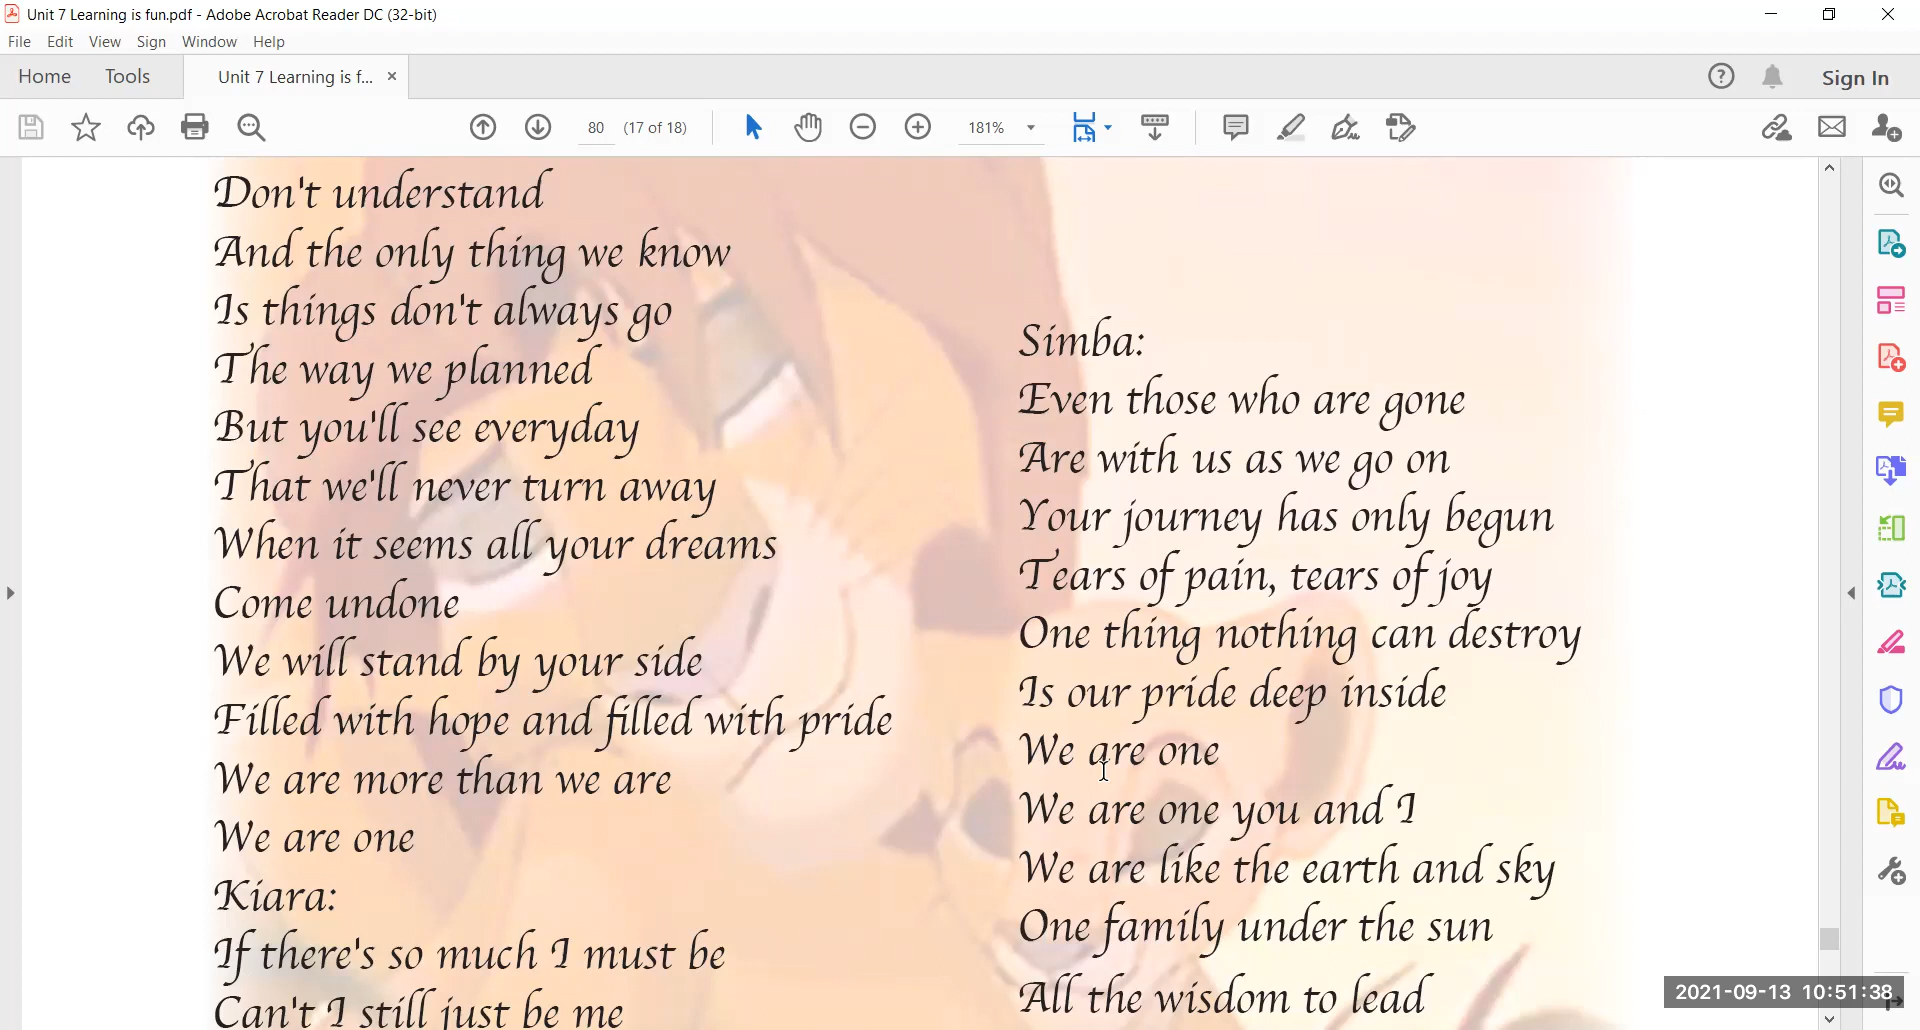 Unit 7 Learning is fun.pdf - Adobe Acrobat Reader DC (32-bit)
File Edit View Sign Window Help
Home Tools Unit 7 Learning is f... × Sign In
80 (17 of 18) 181%
Don't understand
And the only thing we know
Is things don't always go
The way we planned
But you'll see everyday
That we'll never turn away
When it seems all your dreams
Come undone
We will stand by your side
Filled with hope and filled with pride
We are more than we are
We are one
Kiara:
If there's so much I must be
Can't I still just be me
Simba:
Even those who are gone
Are with us as we go on
Your journey has only begun
Tears of pain, tears of joy
One thing nothing can destroy
Is our pride deep inside
We are one
We are one you and I
We are like the earth and sky
One family under the sun
All the wisdom to lead
2021-09-13 10:51:38